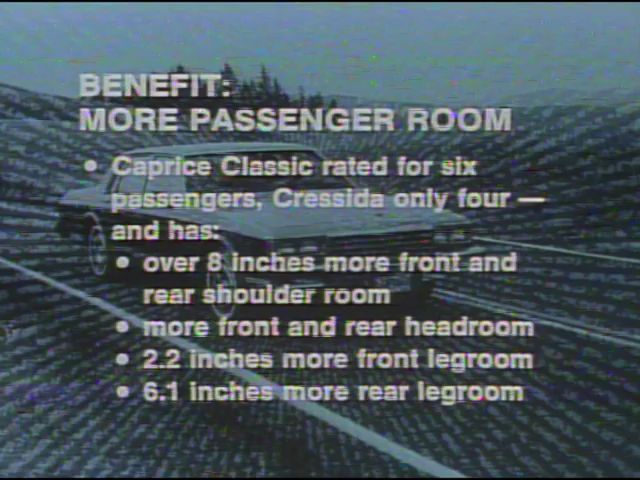 BENEFIT:
MORE PASSENGER ROOM
• Caprice Classic rated for six
passengers, Cressida only four —
and has:
• over 8 inches more front and
rear shoulder room
• more front and rear headroom
• 2.2 inches more front legroom
• 6.1 inches more rear legroom